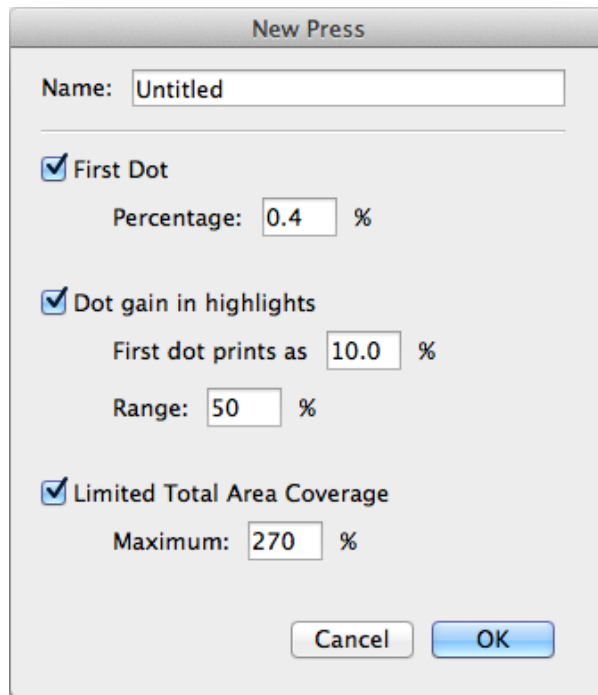 New Press
Name: Untitled
First Dot
Percentage: 0.4 %
Dot gain in highlights
First dot prints as 10.0 %
Range: 50 %
Limited Total Area Coverage
Maximum: 270 %
Cancel OK